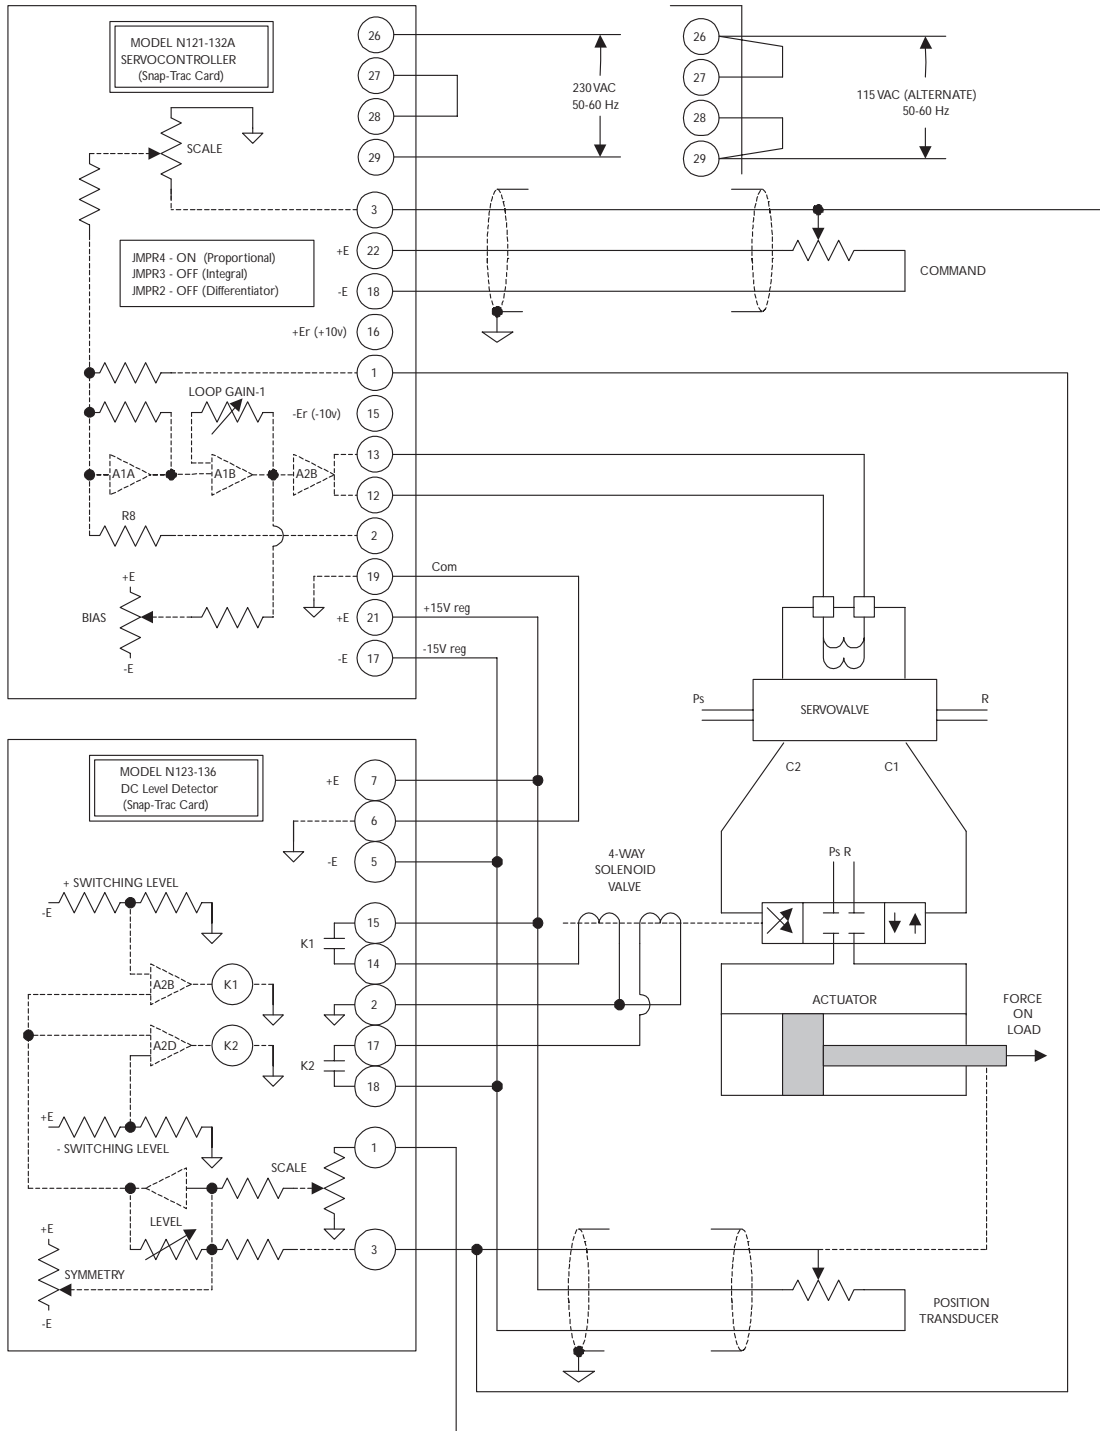 MODEL N121-132A
SERVOCONTROLLER
(Snap-Trac Card)
SCALE
26
27
28
29
230 VAC
50-60 Hz
26
27
28
29
115 VAC (ALTERNATE)
50-60 Hz
3
JMPR4 - ON (Proportional)
JMPR3 - OFF (Integral)
JMPR2 - OFF (Differentiator)
+E
22
-E
18
COMMAND
+Er (+10v)
16
1
LOOP GAIN-1
-Er (-10v)
15
13
A1A
A1B
A2B
12
R8
2
19
Com
+E
BIAS
-E
+E
21
+15V reg
-E
17
-15V reg
Ps
SERVOVALVE
R
C2
C1
MODEL N123-136
DC Level Detector
(Snap-Trac Card)
+E
7
6
-E
5
4-WAY
SOLENOID
VALVE
Ps R
+ SWITCHING LEVEL
-E
15
K1
14
A2B
K1
2
A2D
K2
17
K2
18
ACTUATOR
FORCE
ON
LOAD
+E
- SWITCHING LEVEL
1
SCALE
LEVEL
+E
SYMMETRY
-E
3
POSITION
TRANSDUCER